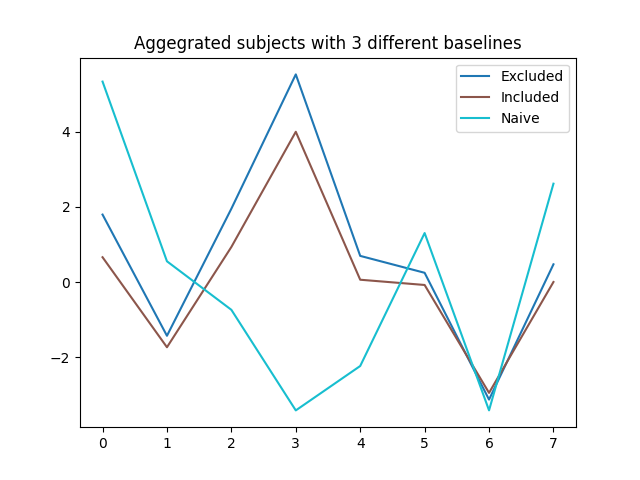 Aggegrated subjects with 3 different baselines
Excluded
Included
Naive
4
2
0
−2
0 1 2 3 4 5 6 7